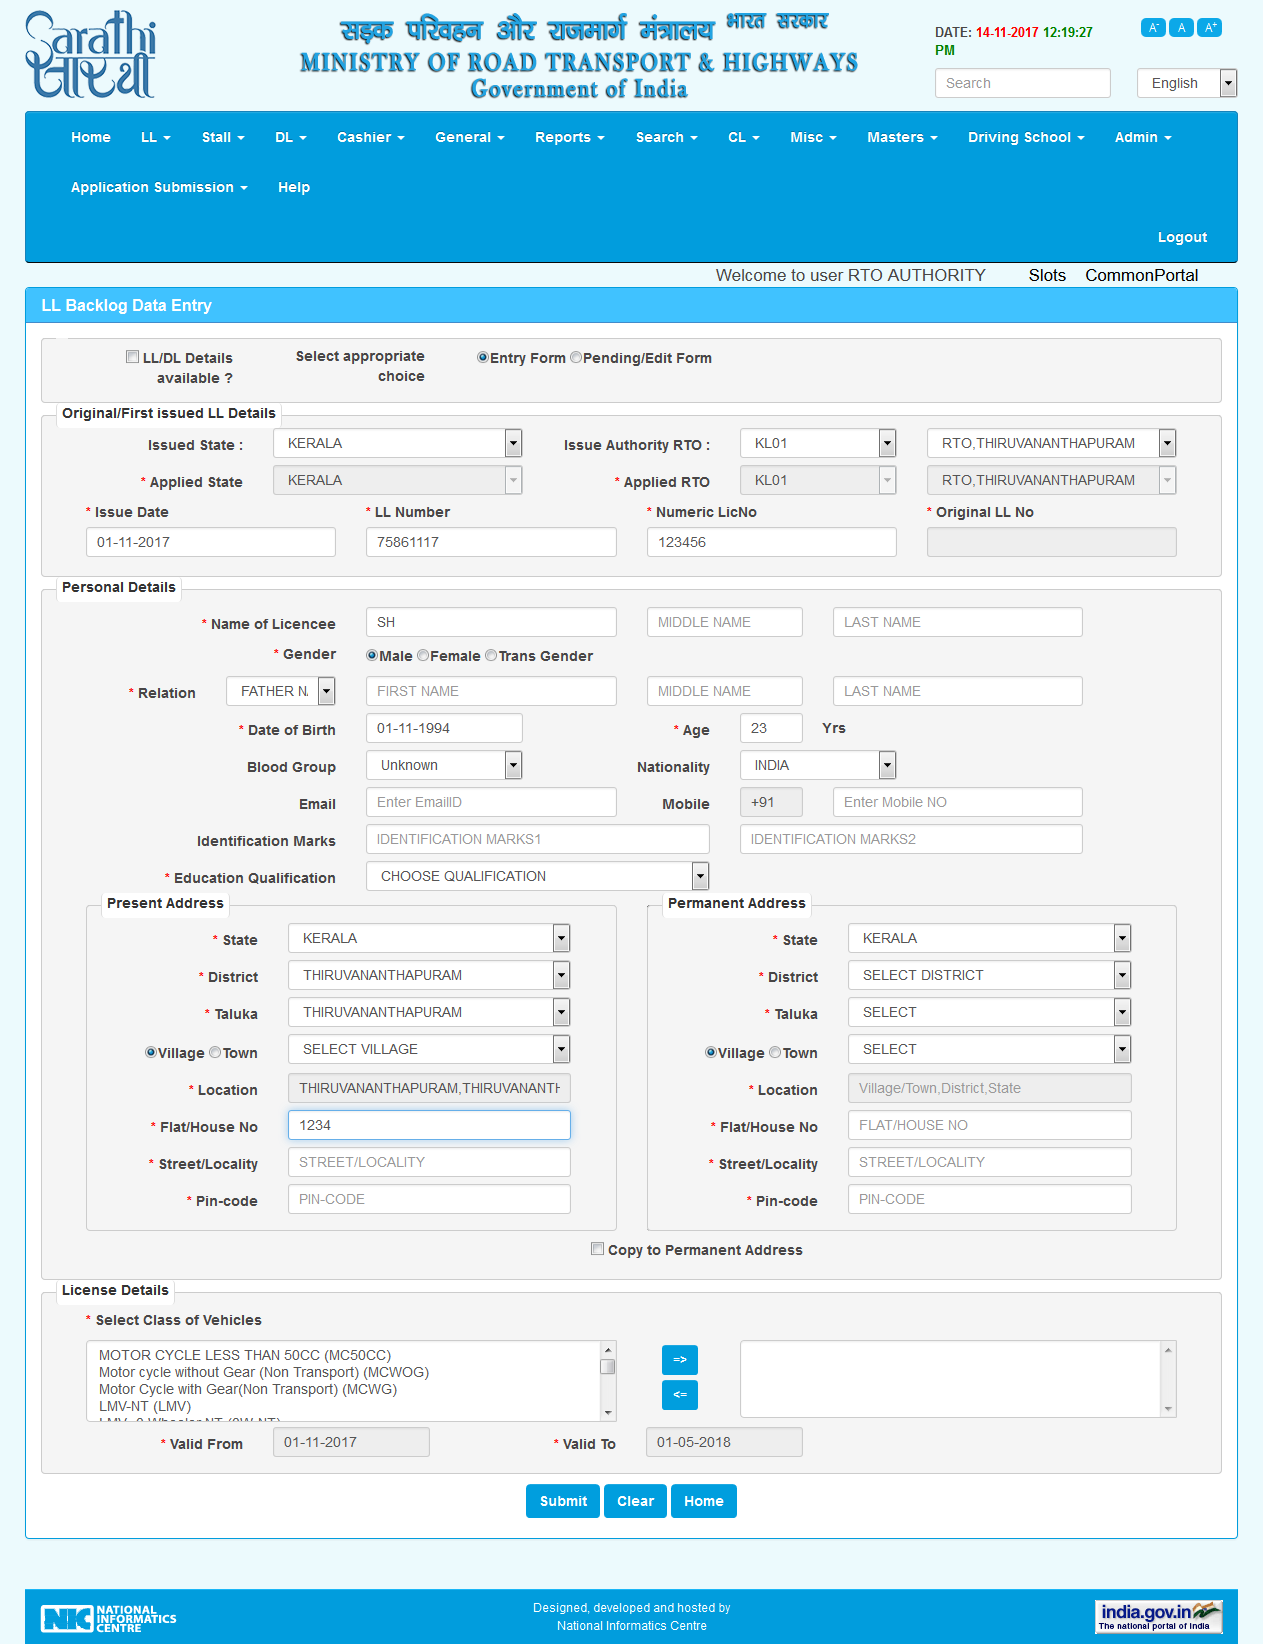 Sarathi
सारथी
सड़क परिवहन और राजमार्ग मंत्रालय भारत सरकार
MINISTRY OF ROAD TRANSPORT & HIGHWAYS
Government of India
DATE: 14-11-2017 12:19:27 PM
A- A A+
Search English
Home LL Stall DL Cashier General Reports Search CL Misc Masters Driving School Admin
Application Submission Help
Logout
Welcome to user RTO AUTHORITY Slots CommonPortal
LL Backlog Data Entry
LL/DL Details available ? Select appropriate choice Entry Form Pending/Edit Form
Original/First issued LL Details
Issued State : KERALA Issue Authority RTO : KL01 RTO,THIRUVANANTHAPURAM
* Applied State KERALA * Applied RTO KL01 RTO,THIRUVANANTHAPURAM
* Issue Date * LL Number * Numeric LicNo * Original LL No
01-11-2017 75861117 123456
Personal Details
* Name of Licencee SH MIDDLE NAME LAST NAME
* Gender Male Female Trans Gender
* Relation FATHER NA FIRST NAME MIDDLE NAME LAST NAME
* Date of Birth 01-11-1994 * Age 23 Yrs
Blood Group Unknown Nationality INDIA
Email Enter EmailID Mobile +91 Enter Mobile NO
Identification Marks IDENTIFICATION MARKS1 IDENTIFICATION MARKS2
* Education Qualification CHOOSE QUALIFICATION
Present Address
* State KERALA
* District THIRUVANANTHAPURAM
* Taluka THIRUVANANTHAPURAM
Village Town SELECT VILLAGE
* Location THIRUVANANTHAPURAM,THIRUVANANTH
* Flat/House No 1234
* Street/Locality STREET/LOCALITY
* Pin-code PIN-CODE
Permanent Address
* State KERALA
* District SELECT DISTRICT
* Taluka SELECT
Village Town SELECT
* Location Village/Town,District,State
* Flat/House No FLAT/HOUSE NO
* Street/Locality STREET/LOCALITY
* Pin-code PIN-CODE
Copy to Permanent Address
License Details
* Select Class of Vehicles
MOTOR CYCLE LESS THAN 50CC (MC50CC)
Motor cycle without Gear (Non Transport) (MCWOG)
Motor Cycle with Gear(Non Transport) (MCWG)
LMV-NT (LMV)
=>
<=
* Valid From 01-11-2017 * Valid To 01-05-2018
Submit Clear Home
NIC NATIONAL INFORMATICS CENTRE
Designed, developed and hosted by
National Informatics Centre
india.gov.in
The national portal of India